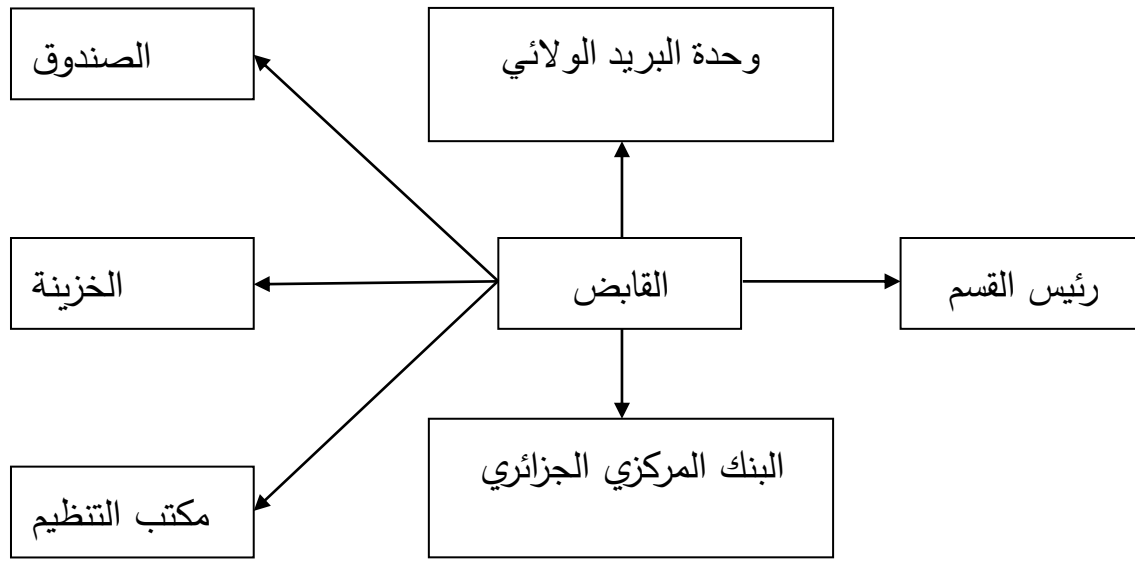 وحدة البريد الولائي
الصندوق
رئيس القسم
القابض
الخزينة
البنك المركزي الجزائري
مكتب التنظيم